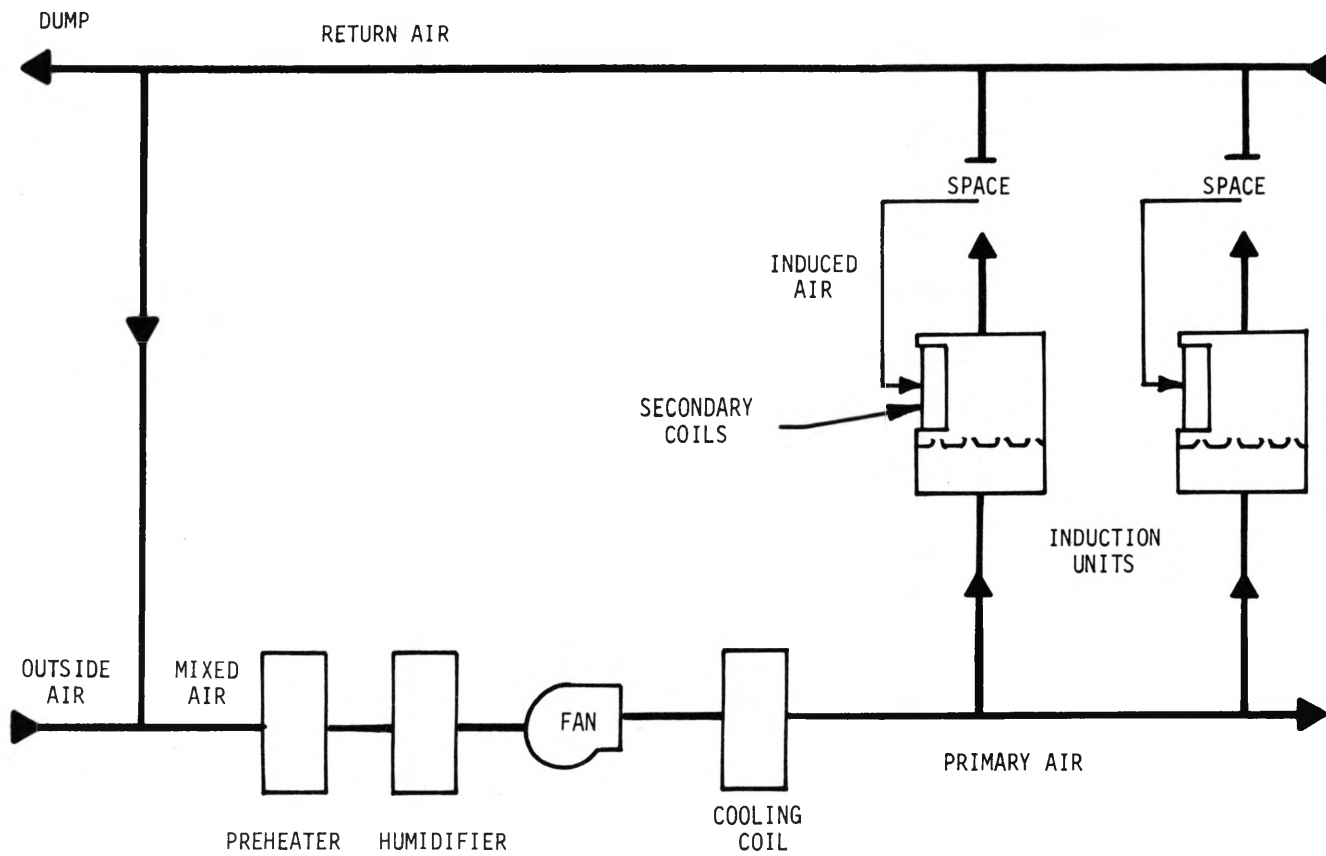 DUMP
RETURN AIR
SPACE
SPACE
INDUCED
AIR
SECONDARY
COILS
INDUCTION
UNITS
OUTSIDE
AIR
MIXED
AIR
FAN
PRIMARY AIR
PREHEATER
HUMIDIFIER
COOLING
COIL